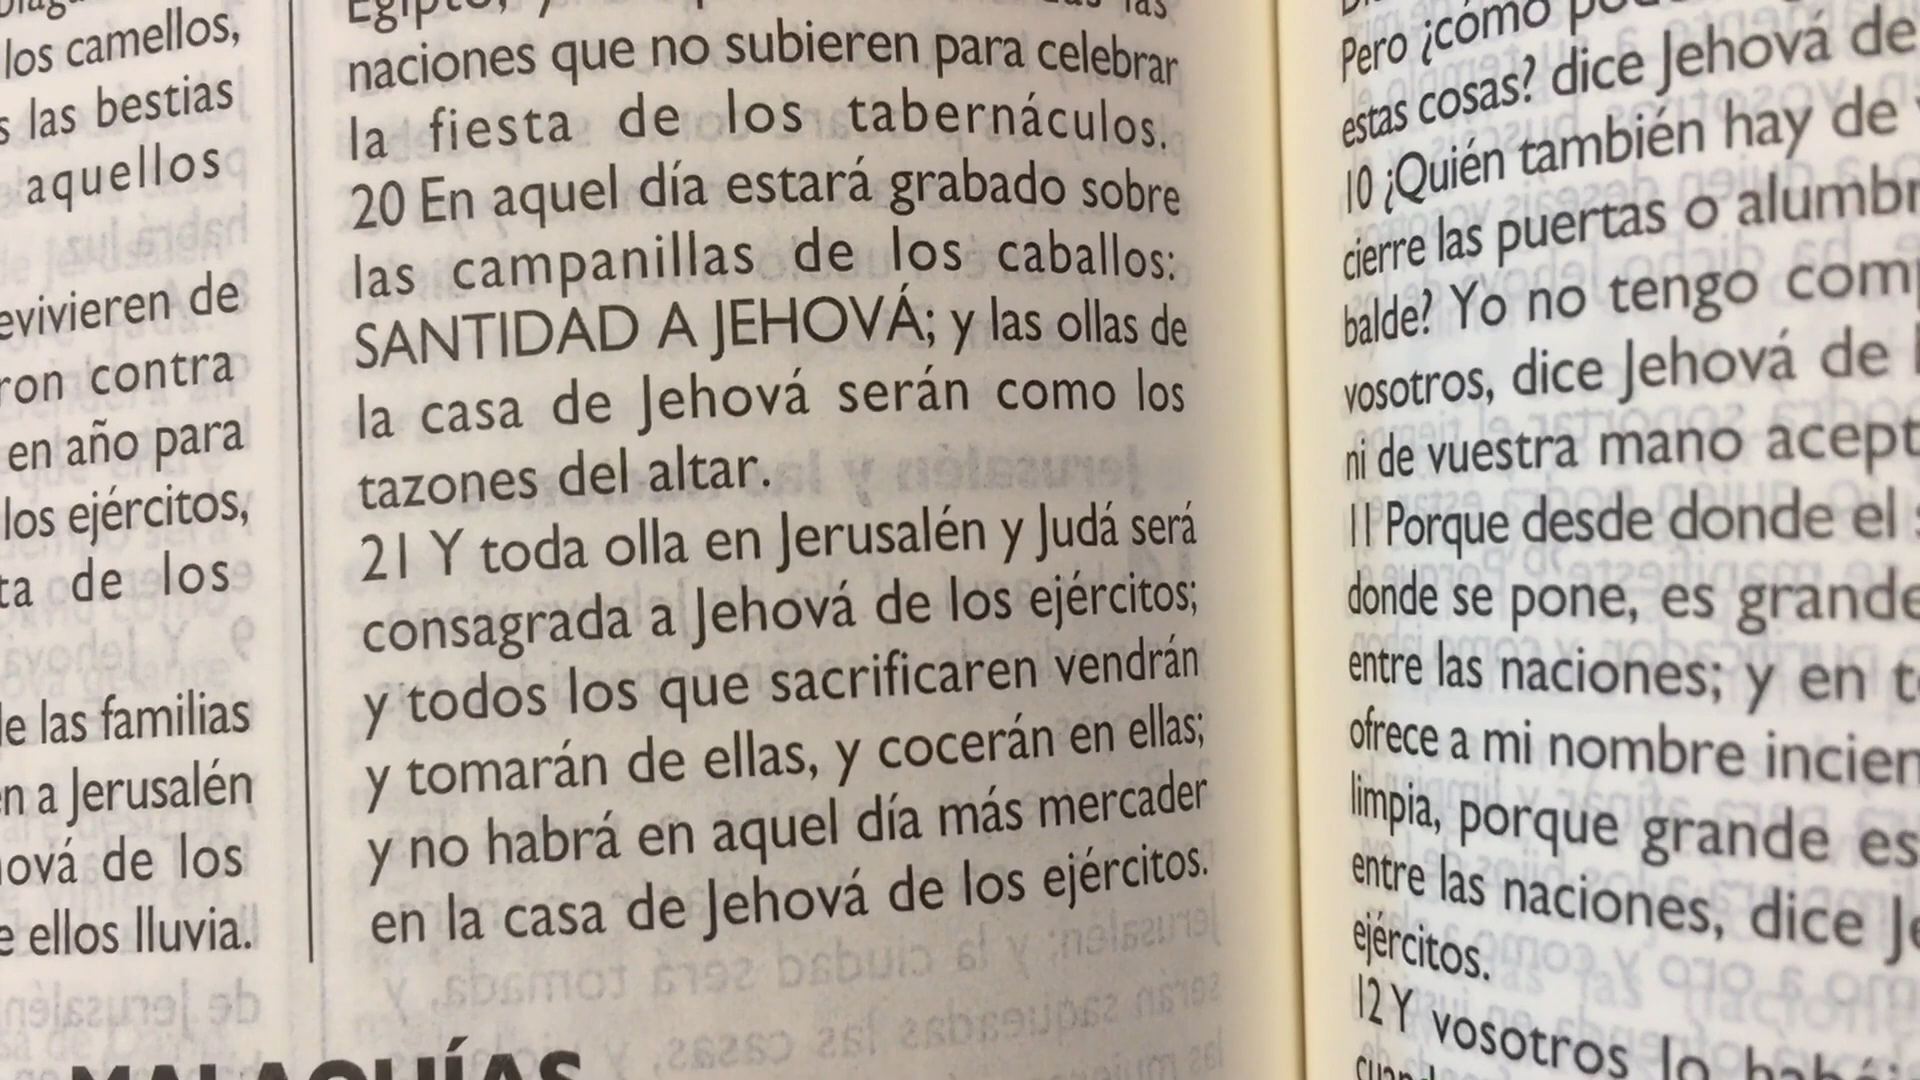 los camellos,
las bestias
aquellos
de
contra
en año para
los ejércitos,
de los
las familias
a Jerusalén
de los
ellos lluvia.
naciones que no subieren para celebrar
la fiesta de los tabernáculos.
20 En aquel día estará grabado sobre
las campanillas de los caballos:
SANTIDAD A JEHOVÁ; y las ollas de
la casa de Jehová serán como los
tazones del altar.
21 Y toda olla en Jerusalén y Judá será
consagrada a Jehová de los ejércitos;
y todos los que sacrificaren vendrán
y tomarán de ellas, y cocerán en ellas;
y no habrá en aquel día más mercader
en la casa de Jehová de los ejércitos.
MALAQUÍAS
Pero ¿cómo
estas cosas? dice Jehová de
10 ¿Quién también hay de
cierre las puertas o
balde? Yo no tengo
vosotros, dice Jehová de
ni de vuestra mano
11 Porque desde donde el
donde se pone, es grande
entre las naciones; y en
ofrece a mi nombre
limpia, porque grande es
entre las naciones, dice
ejércitos.
12 Y vosotros lo